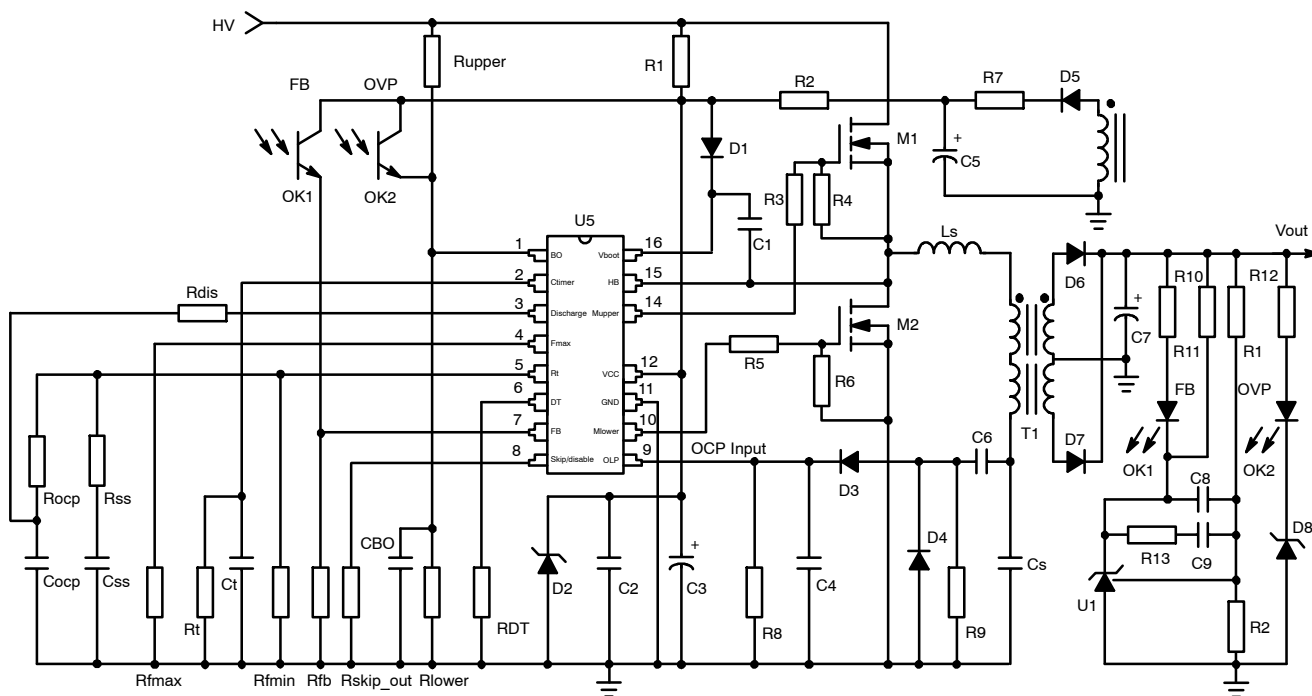 HV
Rupper
R1
FB
OVP
R2
R7
D5
OK1
OK2
D1
C1
R3
R4
M1
C5
U5
1
BO
2
Ctimer
3
Discharge
4
Fmax
5
Rt
6
DT
7
FB
8
Skip/disable
16
Vboot
15
HB
14
Mupper
12
VCC
11
GND
10
Mlower
9
OLP
Rdis
Ls
Vout
D6
+
C7
R10
R12
R11
R1
M2
R5
R6
FB
OVP
T1
D7
OK1
OK2
OCP Input
C6
D3
C8
Rocp
Rss
CBO
D4
R13
C9
D8
Cocp
Css
Rt
Ct
D2
C2
+
C3
RDT
R8
C4
R9
Cs
U1
R2
+
Rfmax
Rfmin
Rfb
Rskip_out
Rlower